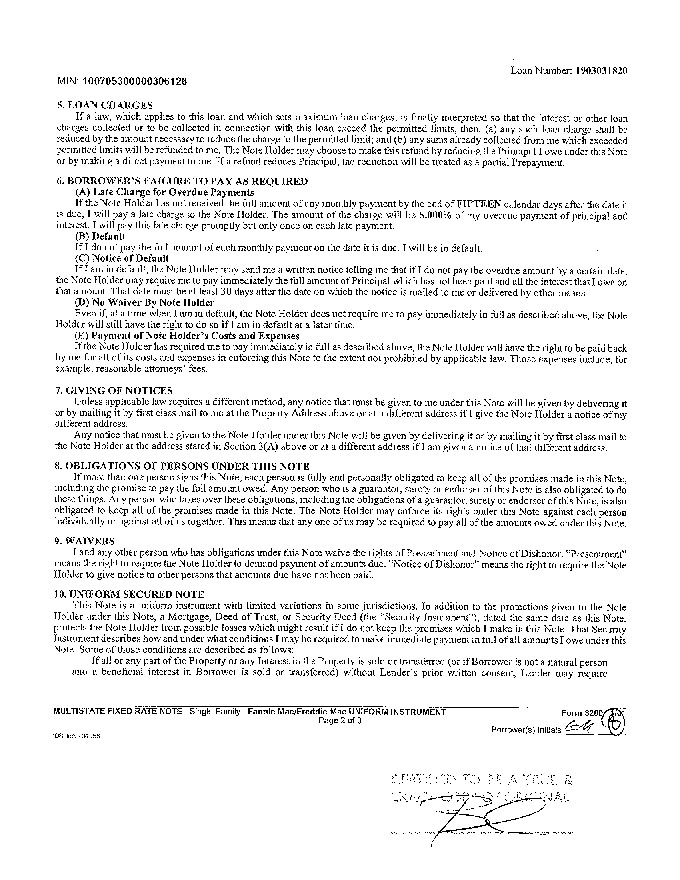 Loan Number: 1903031820
MIN: 100705300000306128
5. LOAN CHARGES
If a law, which applies to this loan and which sets maximum loan charges, is finally interpreted so that the interest or other loan
charges collected or to be collected in connection with this loan exceed the permitted limits, then: (a) any such loan charge shall be
reduced by the amount necessary to reduce the charge to the permitted limit; and (b) any sums already collected from me which exceeded
permitted limits will be refunded to me. The Note Holder may choose to make this refund by reducing the Principal I owe under this Note
or by making a direct payment to me. If a refund reduces Principal, the reduction will be treated as a partial Prepayment.
6. BORROWER'S FAILURE TO PAY AS REQUIRED
(A) Late Charge for Overdue Payments
If the Note Holder has not received the full amount of any monthly payment by the end of FIFTEEN calendar days after the date it
is due, I will pay a late charge to the Note Holder. The amount of the charge will be 5.000% of my overdue payment of principal and
interest. I will pay this late charge promptly but only once on each late payment.
(B) Default
If I do not pay the full amount of each monthly payment on the date it is due, I will be in default.
(C) Notice of Default
If I am in default, the Note Holder may send me a written notice telling me that if I do not pay the overdue amount by a certain date,
the Note Holder may require me to pay immediately the full amount of Principal which has not been paid and all the interest that I owe on
that amount. That date must be at least 30 days after the date on which the notice is mailed to me or delivered by other means.
(D) No Waiver By Note Holder
Even if, at a time when I am in default, the Note Holder does not require me to pay immediately in full as described above, the Note
Holder will still have the right to do so if I am in default at a later time.
(E) Payment of Note Holder's Costs and Expenses
If the Note Holder has required me to pay immediately in full as described above, the Note Holder will have the right to be paid back
by me for all of its costs and expenses in enforcing this Note to the extent not prohibited by applicable law. Those expenses include, for
example, reasonable attorneys' fees.
7. GIVING OF NOTICES
Unless applicable law requires a different method, any notice that must be given to me under this Note will be given by delivering it
or by mailing it by first class mail to me at the Property Address above or at a different address if I give the Note Holder a notice of my
different address.
Any notice that must be given to the Note Holder under this Note will be given by delivering it or by mailing it by first class mail to
the Note Holder at the address stated in Section 3(A) above or at a different address if I am given a notice of that different address.
8. OBLIGATIONS OF PERSONS UNDER THIS NOTE
If more than one person signs this Note, each person is fully and personally obligated to keep all of the promises made in this Note,
including the promise to pay the full amount owed. Any person who is a guarantor, surety or endorser of this Note is also obligated to do
these things. Any person who takes over these obligations, including the obligations of a guarantor, surety or endorser of this Note, is also
obligated to keep all of the promises made in this Note. The Note Holder may enforce its rights under this Note against each person
individually or against all of us together. This means that any one of us may be required to pay all of the amounts owed under this Note.
9. WAIVERS
I and any other person who has obligations under this Note waive the rights of Presentment and Notice of Dishonor. "Presentment"
means the right to require the Note Holder to demand payment of amounts due. "Notice of Dishonor" means the right to require the Note
Holder to give notice to other persons that amounts due have not been paid.
10. UNIFORM SECURED NOTE
This Note is a uniform instrument with limited variations in some jurisdictions. In addition to the protections given to the Note
Holder under this Note, a Mortgage, Deed of Trust, or Security Deed (the "Security Instrument"), dated the same date as this Note,
protects the Note Holder from possible losses which might result if I do not keep the promises which I make in this Note. That Security
Instrument describes how and under what conditions I may be required to make immediate payment in full of all amounts I owe under this
Note. Some of those conditions are described as follows:
If all or any part of the Property or any Interest in the Property is sold or transferred (or if Borrower is not a natural person
and a beneficial interest in Borrower is sold or transferred) without Lender's prior written consent, Lender may require
MULTISTATE FIXED RATE NOTE - Single Family - Fannie Mae/Freddie Mac UNIFORM INSTRUMENT
Form 3200
Page 2 of 3
Borrower(s) Initials
CERTIFIED TO BE A TRUE &